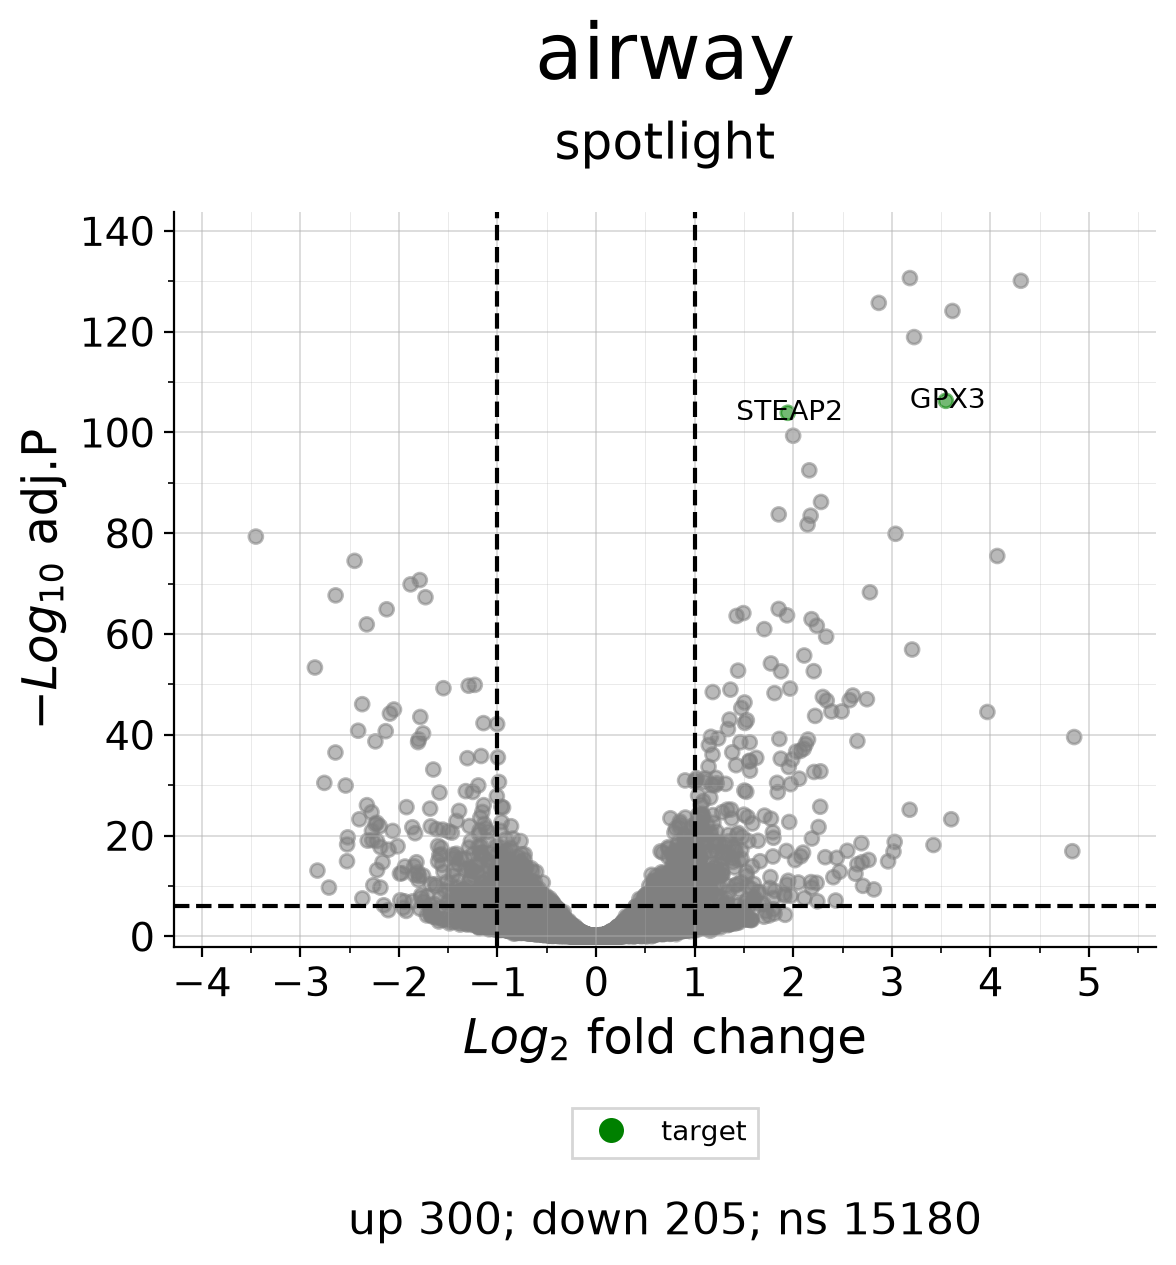 airway
spotlight
−Log10 adj.P
140
120
100
80
60
40
20
0
STEAP2
GPX3
−4 −3 −2 −1 0 1 2 3 4 5
Log2 fold change
target
up 300; down 205; ns 15180